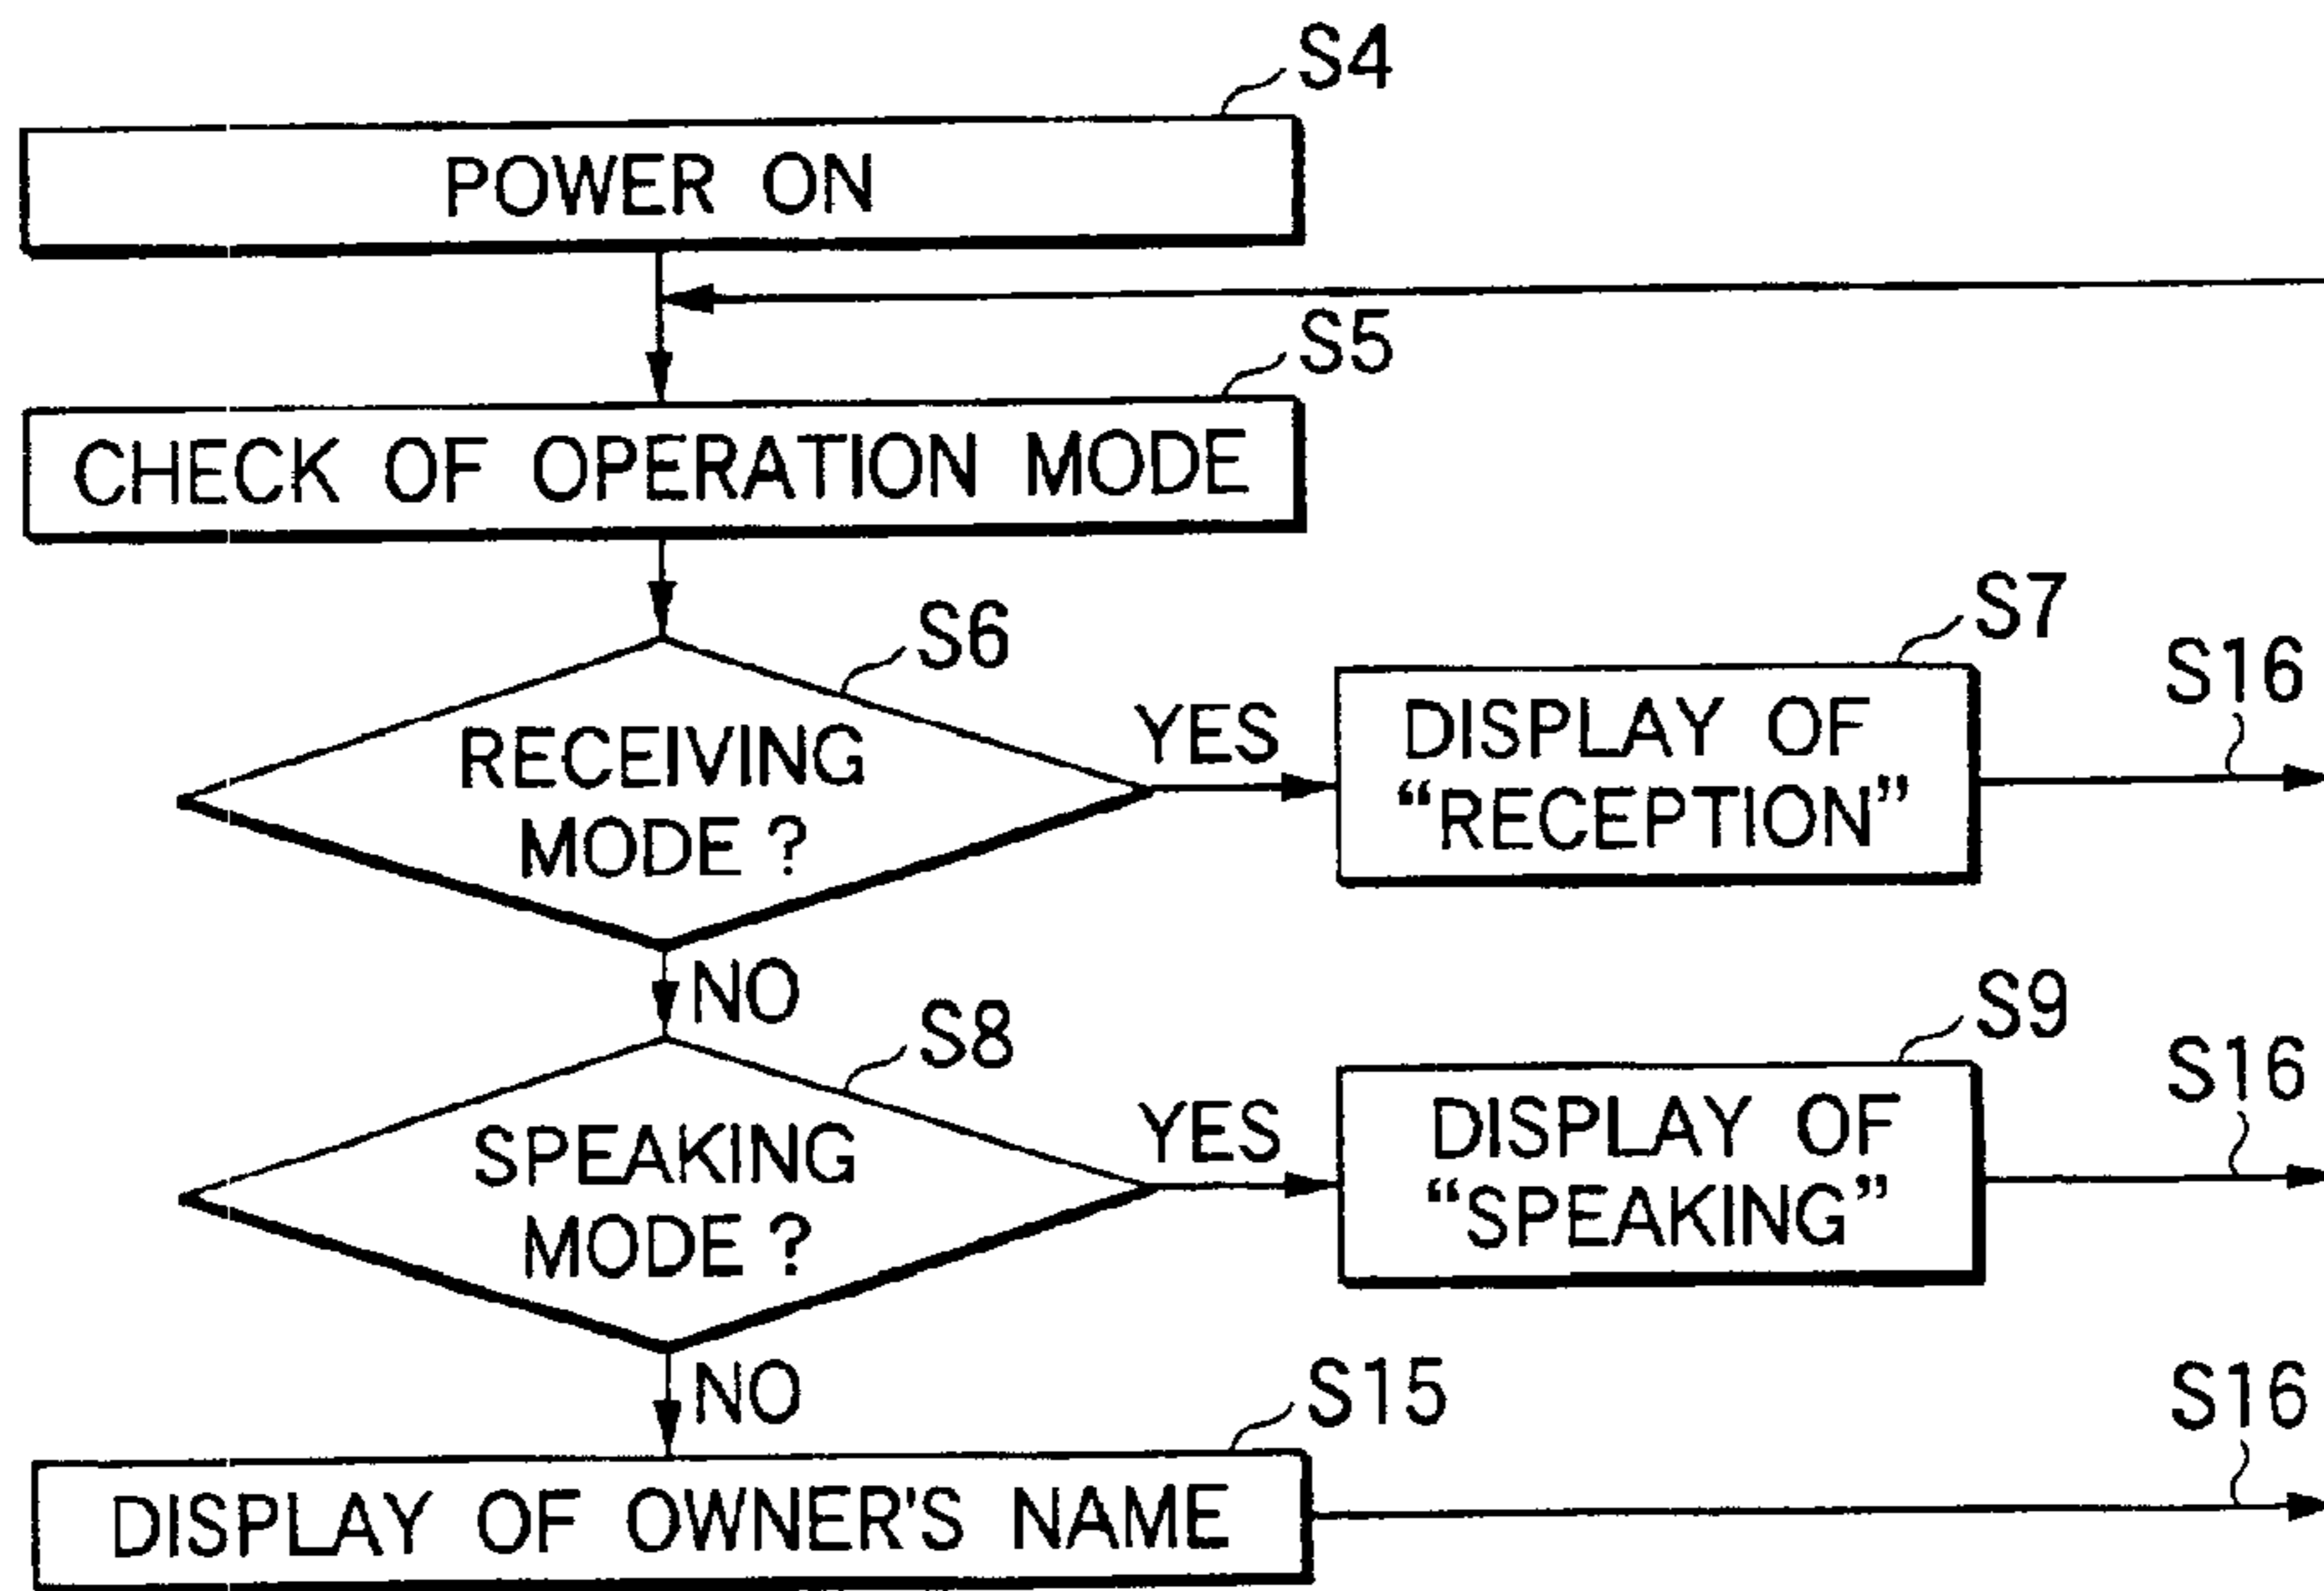 S4
POWER ON
S5
CHECK OF OPERATION MODE
S6
RECEIVING
MODE ?
YES
S7
DISPLAY OF
“RECEPTION”
S16
NO
S8
SPEAKING
MODE ?
YES
S9
DISPLAY OF
“SPEAKING”
S16
NO
S15
DISPLAY OF OWNER'S NAME
S16